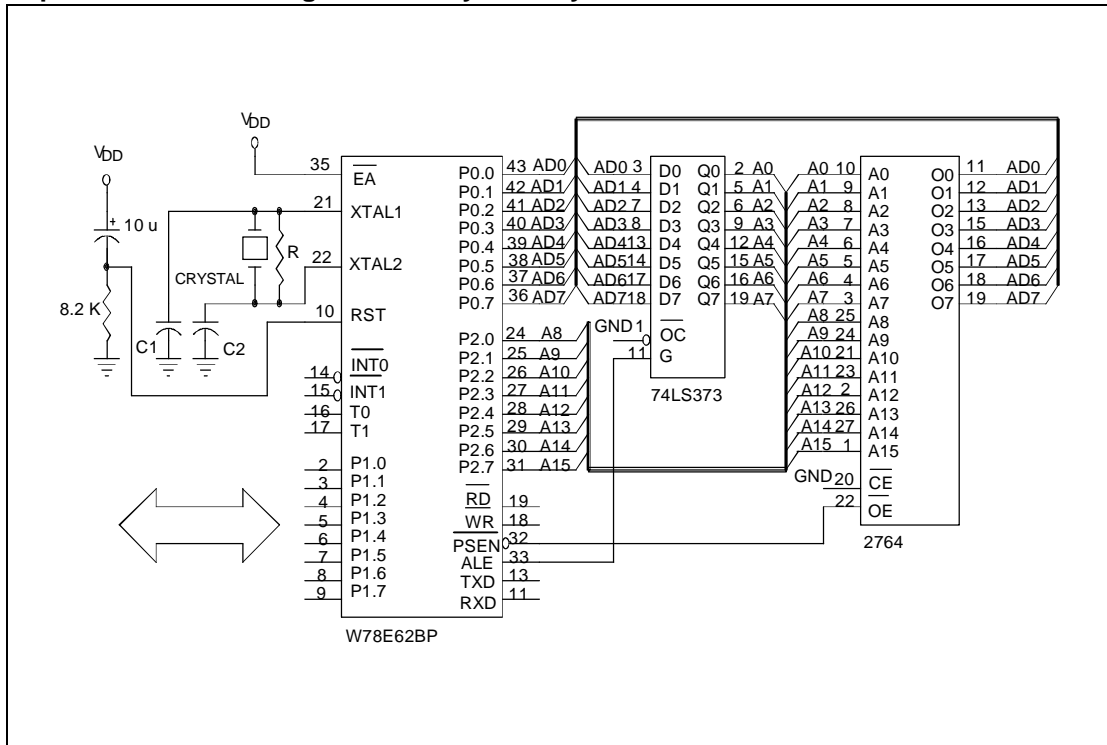 VDD
10 u
8.2 K
VDD
C1
C2
CRYSTAL
R
35 EA
21 XTAL1
22 XTAL2
10 RST
14 INT0
15 INT1
16 T0
17 T1
2 P1.0
3 P1.1
4 P1.2
5 P1.3
6 P1.4
7 P1.5
8 P1.6
9 P1.7
P0.0 43 AD0
P0.1 42 AD1
P0.2 41 AD2
P0.3 40 AD3
P0.4 39 AD4
P0.5 38 AD5
P0.6 37 AD6
P0.7 36 AD7
P2.0 24 A8
P2.1 25 A9
P2.2 26 A10
P2.3 27 A11
P2.4 28 A12
P2.5 29 A13
P2.6 30 A14
P2.7 31 A15
RD 19
WR 18
PSEN 32
ALE 33
TXD 13
RXD 11
W78E62BP
AD0 3 D0 Q0 2 A0
AD1 4 D1 Q1 5 A1
AD2 7 D2 Q2 6 A2
AD3 8 D3 Q3 9 A3
AD4 13 D4 Q4 12 A4
AD5 14 D5 Q5 15 A5
AD6 17 D6 Q6 16 A6
AD7 18 D7 Q7 19 A7
GND 1 OC
11 G
74LS373
A0 10 A0 O0 11 AD0
A1 9 A1 O1 12 AD1
A2 8 A2 O2 13 AD2
A3 7 A3 O3 15 AD3
A4 6 A4 O4 16 AD4
A5 5 A5 O5 17 AD5
A6 4 A6 O6 18 AD6
A7 3 A7 O7 19 AD7
A8 25 A8
A9 24 A9
A10 21 A10
A11 23 A11
A12 2 A12
A13 26 A13
A14 27 A14
A15 1 A15
GND 20 CE
22 OE
2764